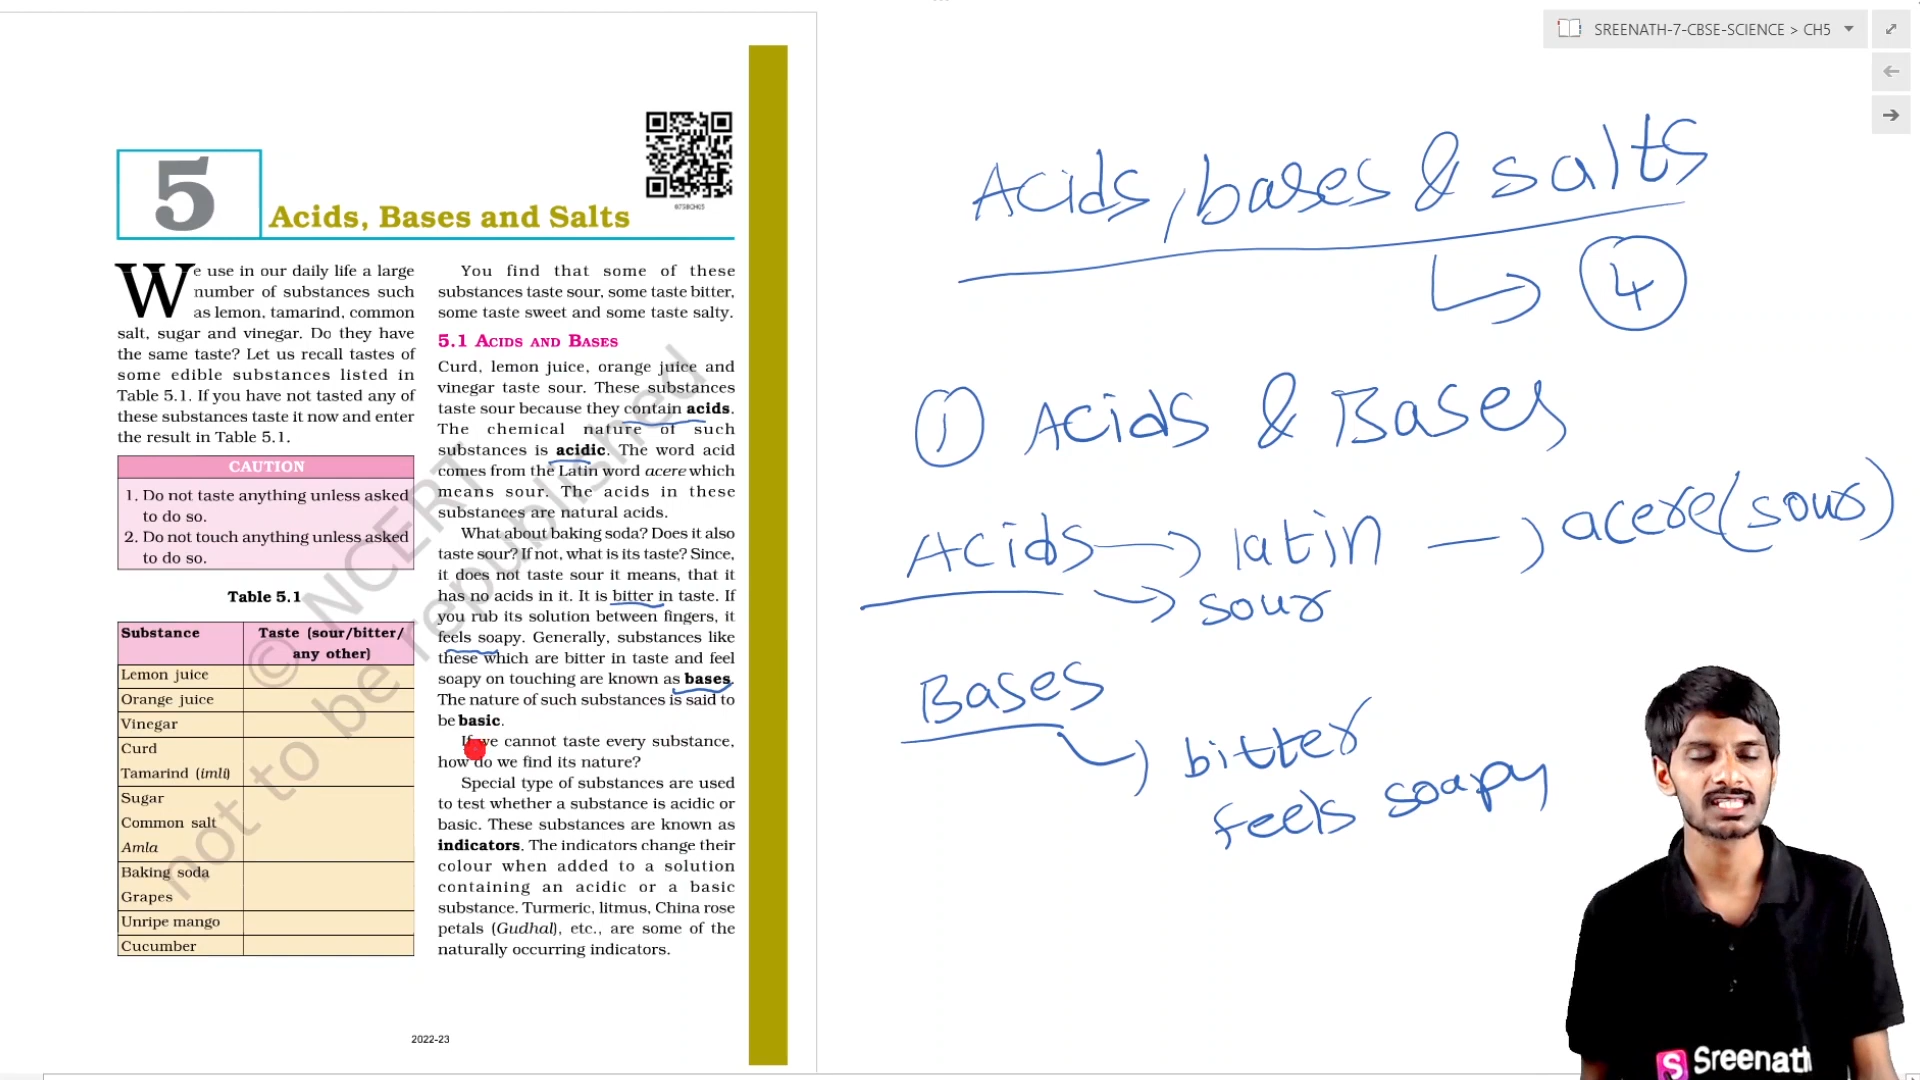 SREENATH-7-CBSE-SCIENCE > CH5
6738CH05
5
Acids, Bases and Salts
We use in our daily life a large
number of substances such
as lemon, tamarind, common
salt, sugar and vinegar. Do they have
the same taste? Let us recall tastes of
some edible substances listed in
Table 5.1. If you have not tasted any of
these substances taste it now and enter
the result in Table 5.1.
CAUTION
1. Do not taste anything unless asked
to do so.
2. Do not touch anything unless asked
to do so.
Table 5.1
Substance Taste (sour/bitter/
any other)
Lemon juice
Orange juice
Vinegar
Curd
Tamarind (imli)
Sugar
Common salt
Amla
Baking soda
Grapes
Unripe mango
Cucumber
You find that some of these
substances taste sour, some taste bitter,
some taste sweet and some taste salty.
5.1 ACIDS AND BASES
Curd, lemon juice, orange juice and
vinegar taste sour. These substances
taste sour because they contain acids.
The chemical nature of such
substances is acidic. The word acid
comes from the Latin word acere which
means sour. The acids in these
substances are natural acids.
What about baking soda? Does it also
taste sour? If not, what is its taste? Since,
it does not taste sour it means, that it
has no acids in it. It is bitter in taste. If
you rub its solution between fingers, it
feels soapy. Generally, substances like
these which are bitter in taste and feel
soapy on touching are known as bases.
The nature of such substances is said to
be basic.
If we cannot taste every substance,
how do we find its nature?
Special type of substances are used
to test whether a substance is acidic or
basic. These substances are known as
indicators. The indicators change their
colour when added to a solution
containing an acidic or a basic
substance. Turmeric, litmus, China rose
petals (Gudhal), etc., are some of the
naturally occurring indicators.
© NCERT
not to be republished
2022-23
Acids, bases & salts
4
1 Acids & Bases
Acids → latin → acere (sour)
→ sour
Bases
→ bitter
feels soapy
S Sreenath